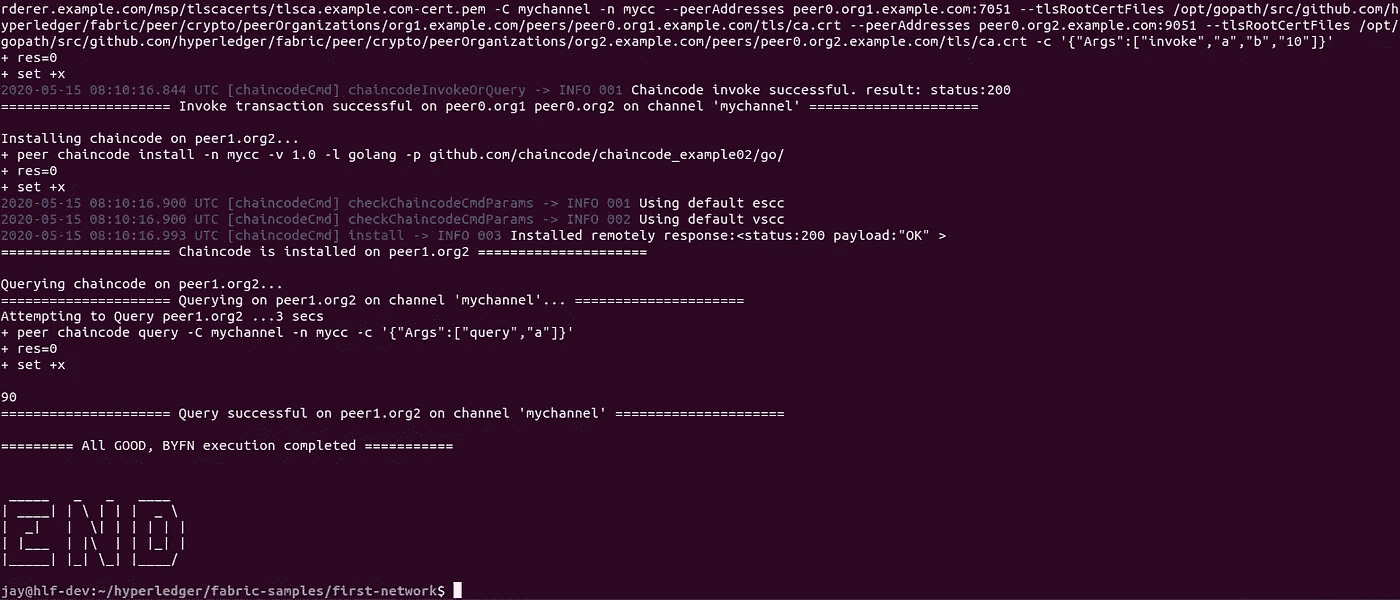 rderer.example.com/msp/tlscacerts/tlsca.example.com-cert.pem -C mychannel -n mycc --peerAddresses peer0.org1.example.com:7051 --tlsRootCertFiles /opt/gopath/src/github.com/h
yperledger/fabric/peer/crypto/peerOrganizations/org1.example.com/peers/peer0.org1.example.com/tls/ca.crt --peerAddresses peer0.org2.example.com:9051 --tlsRootCertFiles /opt/
gopath/src/github.com/hyperledger/fabric/peer/crypto/peerOrganizations/org2.example.com/peers/peer0.org2.example.com/tls/ca.crt -c '{"Args":["invoke","a","b","10"]}'
+ res=0
+ set +x
2020-05-15 08:10:16.844 UTC [chaincodeCmd] chaincodeInvokeOrQuery -> INFO 001 Chaincode invoke successful. result: status:200
===================== Invoke transaction successful on peer0.org1 peer0.org2 on channel 'mychannel' =====================
Installing chaincode on peer1.org2...
+ peer chaincode install -n mycc -v 1.0 -l golang -p github.com/chaincode/chaincode_example02/go/
+ res=0
+ set +x
2020-05-15 08:10:16.900 UTC [chaincodeCmd] checkChaincodeCmdParams -> INFO 001 Using default escc
2020-05-15 08:10:16.900 UTC [chaincodeCmd] checkChaincodeCmdParams -> INFO 002 Using default vscc
2020-05-15 08:10:16.993 UTC [chaincodeCmd] install -> INFO 003 Installed remotely response:<status:200 payload:"OK" >
===================== Chaincode is installed on peer1.org2 =====================
Querying chaincode on peer1.org2...
===================== Querying on peer1.org2 on channel 'mychannel'... =====================
Attempting to Query peer1.org2 ...3 secs
+ peer chaincode query -C mychannel -n mycc -c '{"Args":["query","a"]}'
+ res=0
+ set +x
90
===================== Query successful on peer1.org2 on channel 'mychannel' =====================
========= All GOOD, BYFN execution completed ===========
END
jay@hlf-dev:~/hyperledger/fabric-samples/first-network$